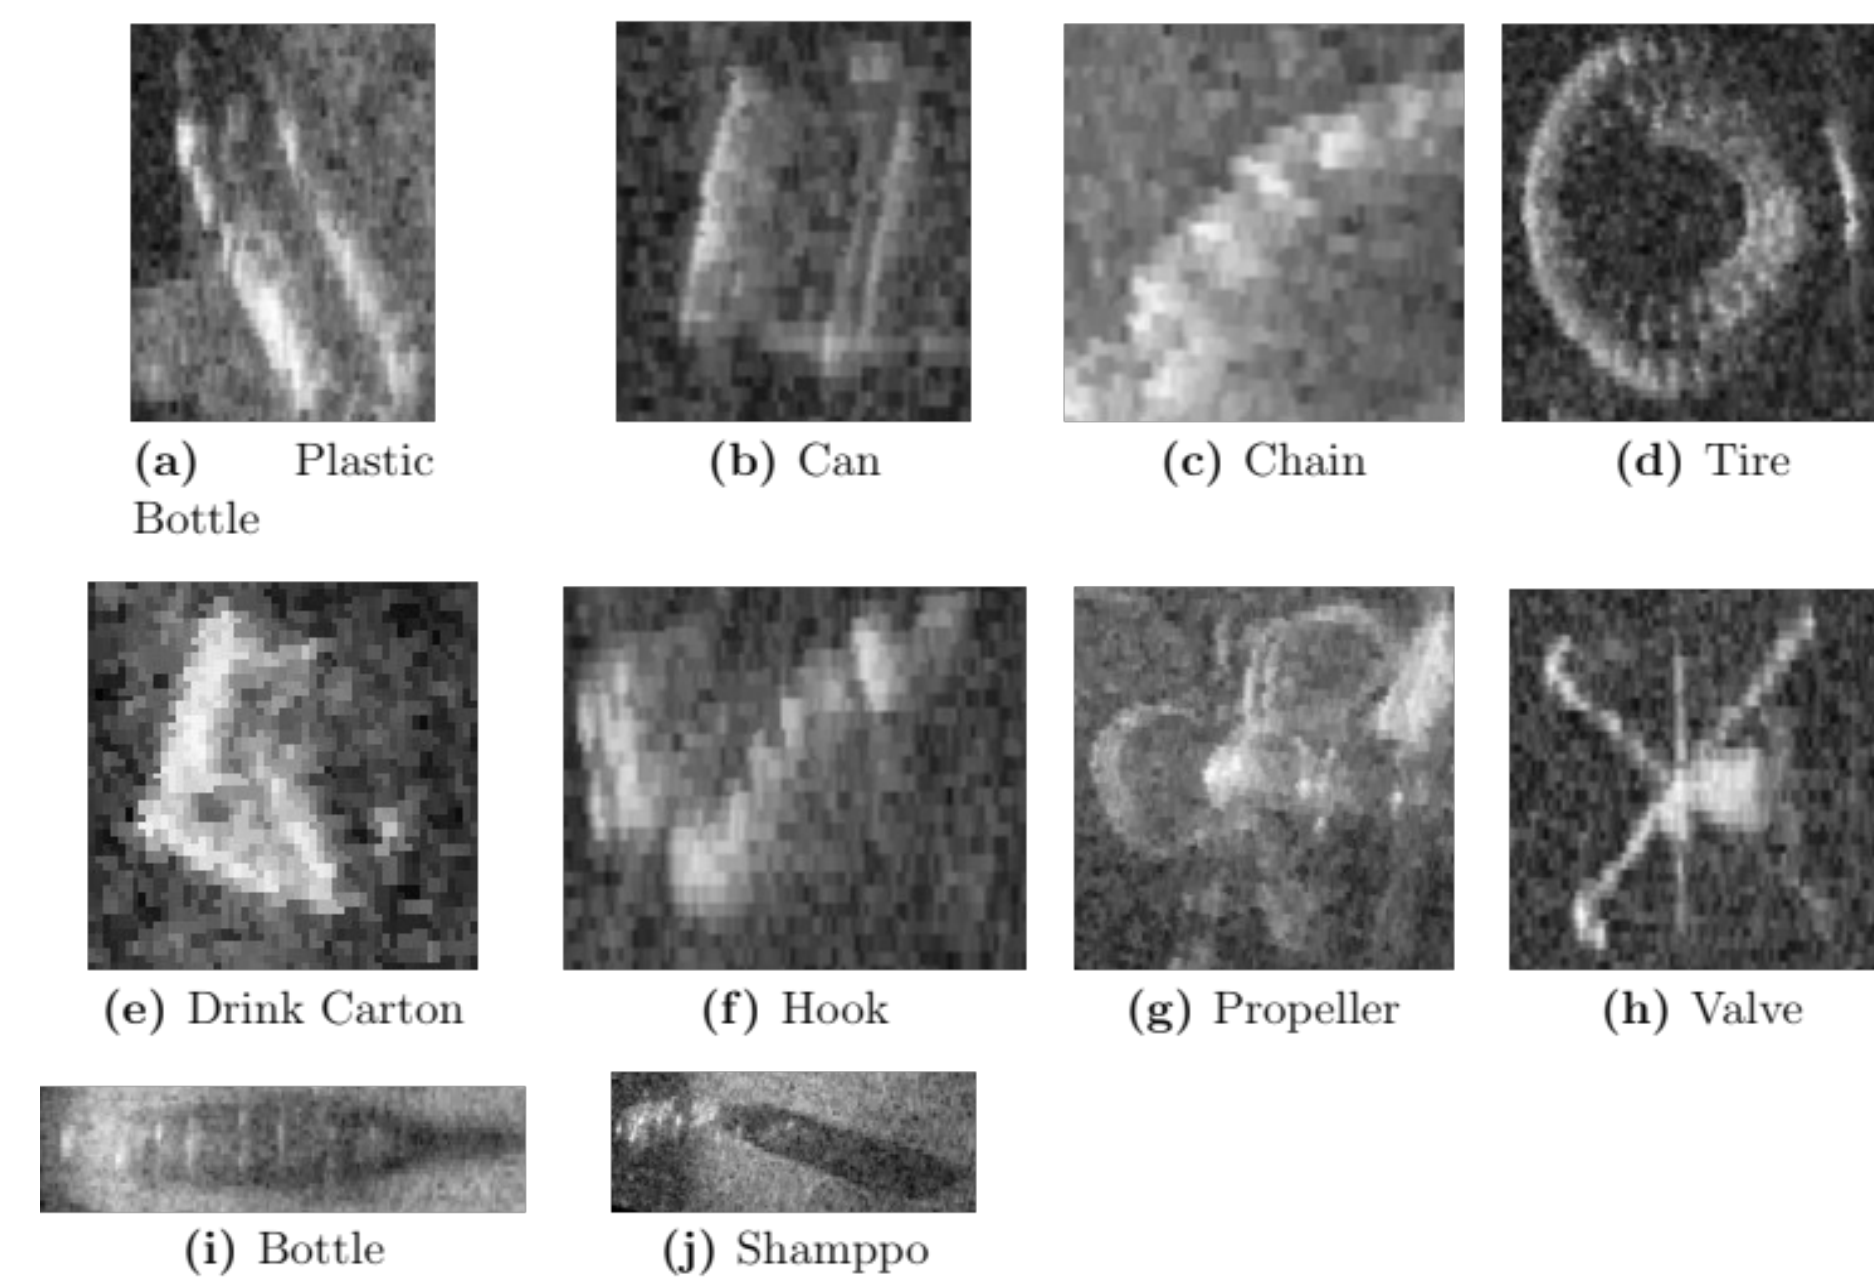 (a) Plastic
Bottle
(b) Can
(c) Chain
(d) Tire
(e) Drink Carton
(f) Hook
(g) Propeller
(h) Valve
(i) Bottle
(j) Shamppo